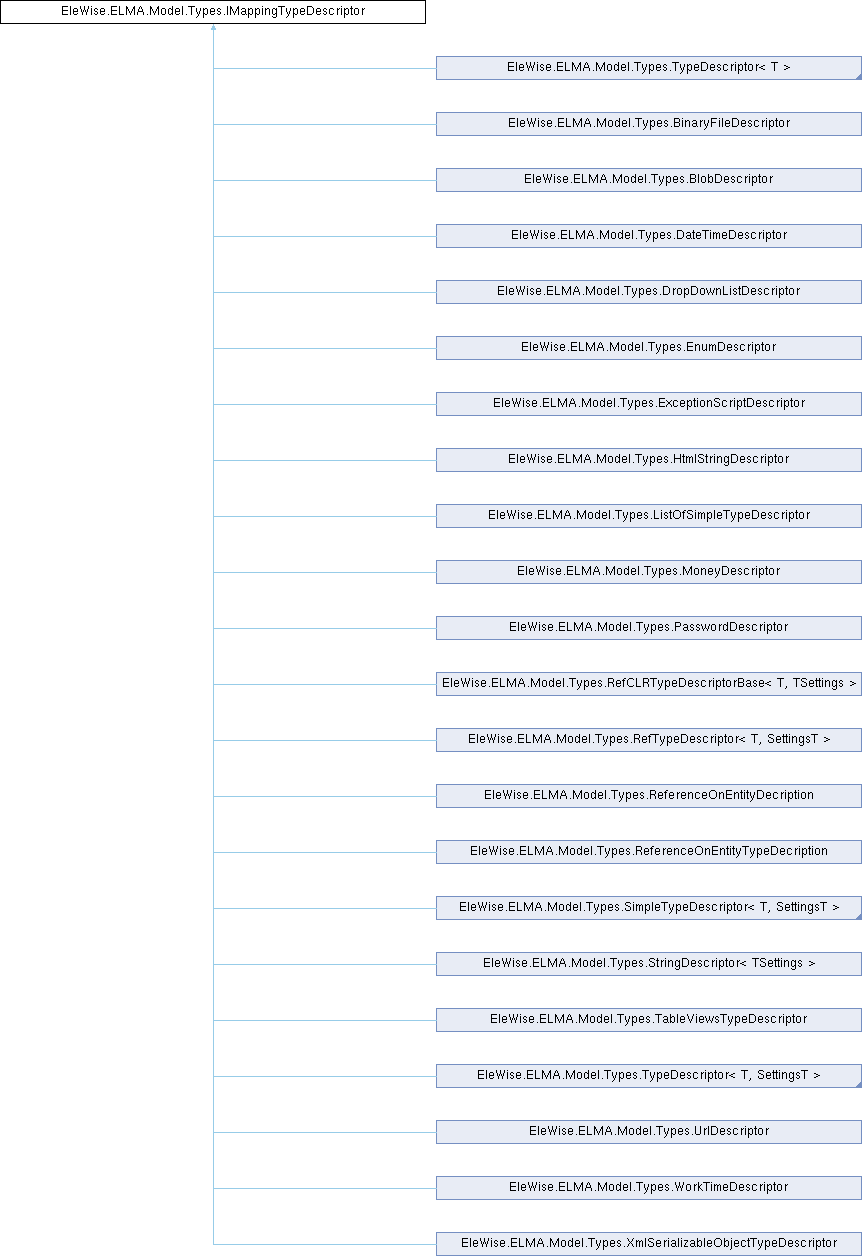 EleWise.ELMA.Model.Types.IMappingTypeDescriptor
EleWise.ELMA.Model.Types.TypeDescriptor< T >
EleWise.ELMA.Model.Types.BinaryFileDescriptor
EleWise.ELMA.Model.Types.BlobDescriptor
EleWise.ELMA.Model.Types.DateTimeDescriptor
EleWise.ELMA.Model.Types.DropDownListDescriptor
EleWise.ELMA.Model.Types.EnumDescriptor
EleWise.ELMA.Model.Types.ExceptionScriptDescriptor
EleWise.ELMA.Model.Types.HtmlStringDescriptor
EleWise.ELMA.Model.Types.ListOfSimpleTypeDescriptor
EleWise.ELMA.Model.Types.MoneyDescriptor
EleWise.ELMA.Model.Types.PasswordDescriptor
EleWise.ELMA.Model.Types.RefCLRTypeDescriptorBase< T, TSettings >
EleWise.ELMA.Model.Types.RefTypeDescriptor< T, SettingsT >
EleWise.ELMA.Model.Types.ReferenceOnEntityDecription
EleWise.ELMA.Model.Types.ReferenceOnEntityTypeDecription
EleWise.ELMA.Model.Types.SimpleTypeDescriptor< T, SettingsT >
EleWise.ELMA.Model.Types.StringDescriptor< TSettings >
EleWise.ELMA.Model.Types.TableViewsTypeDescriptor
EleWise.ELMA.Model.Types.TypeDescriptor< T, SettingsT >
EleWise.ELMA.Model.Types.UrlDescriptor
EleWise.ELMA.Model.Types.WorkTimeDescriptor
EleWise.ELMA.Model.Types.XmlSerializableObjectTypeDescriptor